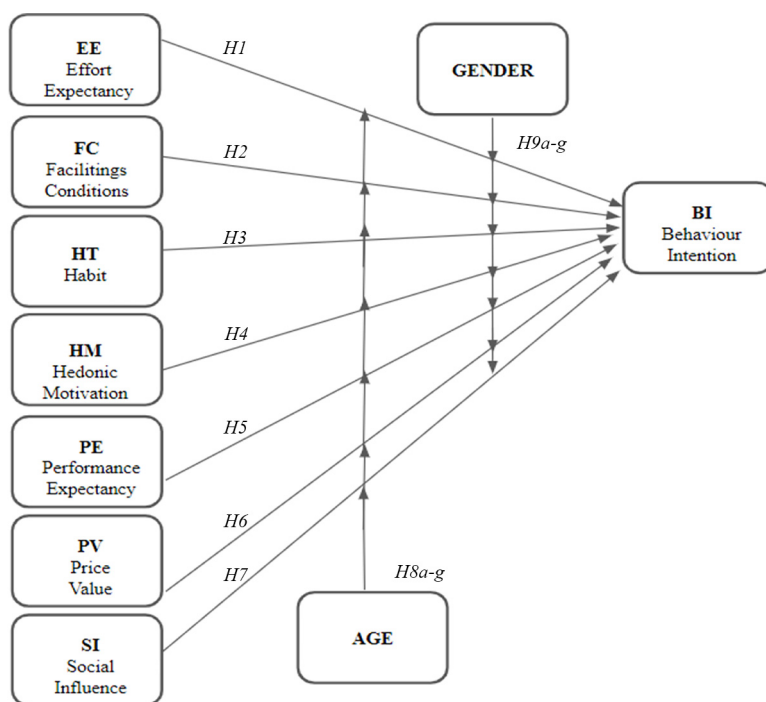 EE
Effort
Expectancy
H1
GENDER
H9a-g
FC
Facilitings
Conditions
H2
BI
Behaviour
Intention
HT
Habit
H3
HM
Hedonic
Motivation
H4
PE
Performance
Expectancy
H5
PV
Price
Value
H6
H7
H8a-g
AGE
SI
Social
Influence